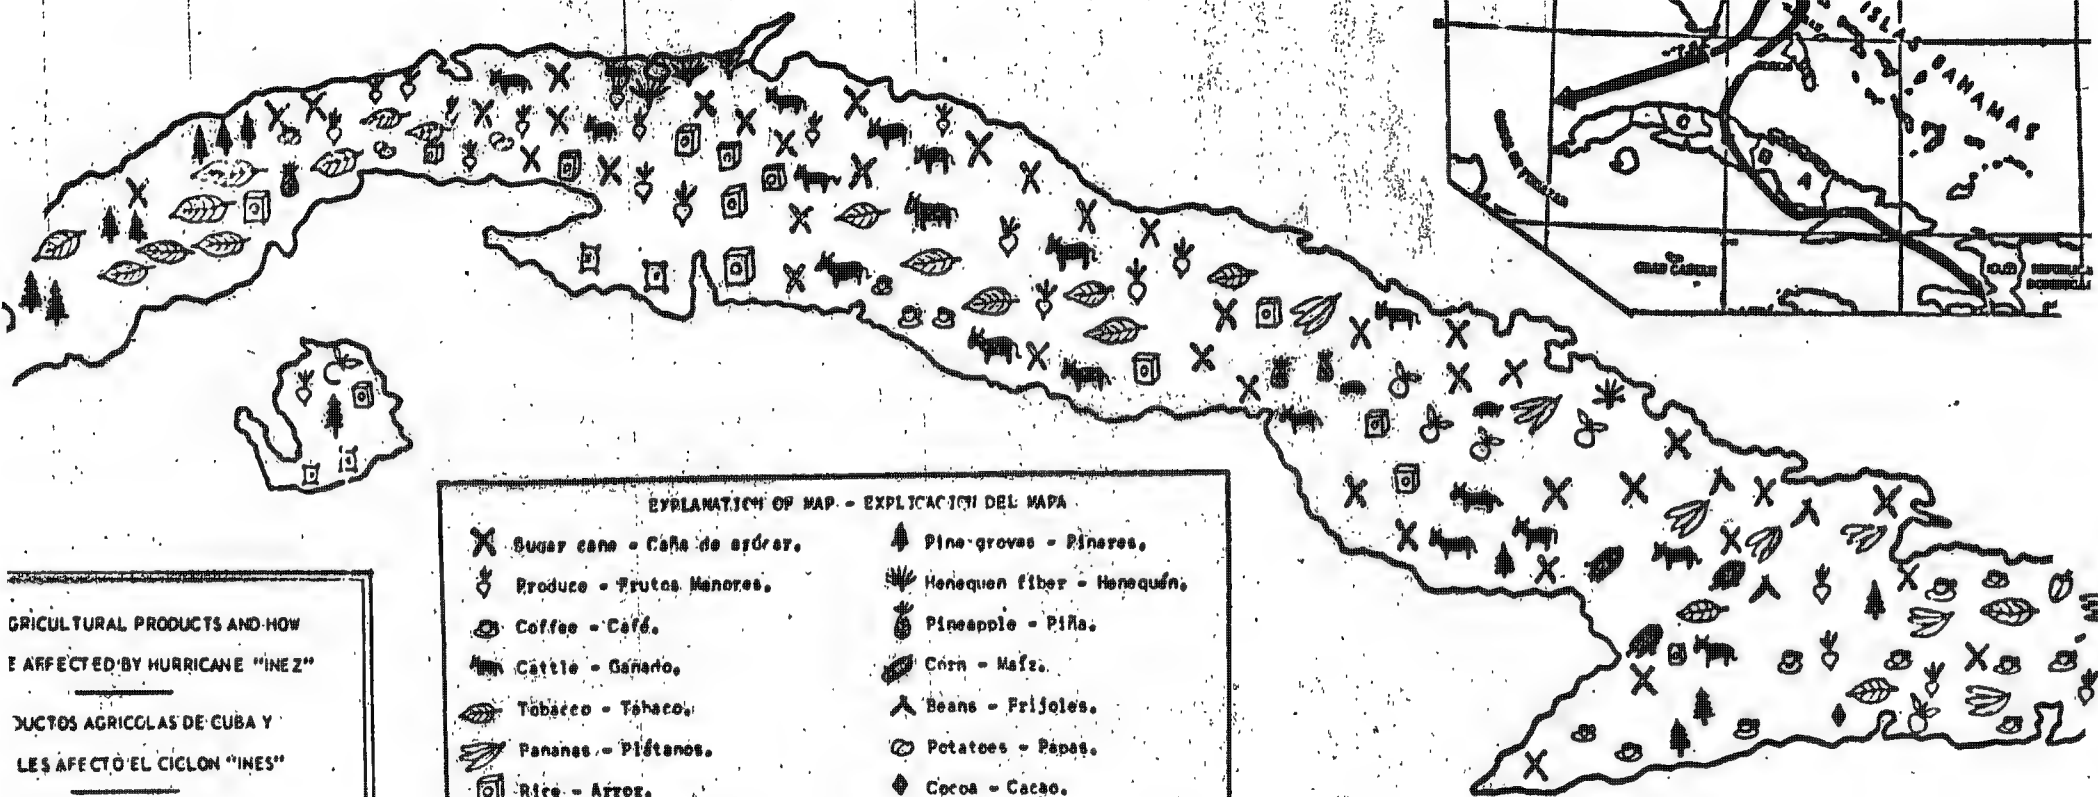 ISLAS BAHAMAS
C
B
A
GRAN CAIMAN
HAITI
REPUBLICA
DOMINICANA
EXPLANATION OF MAP - EXPLICACION DEL MAPA
Sugar cane - Caña de azúcar.
Produce - Frutos Menores.
Coffee - Café.
Cattle - Ganado.
Tobacco - Tabaco.
Bananas - Plátanos.
Rice - Arroz.
Pine-groves - Pinares.
Henequen fiber - Henequén.
Pineapple - Piña.
Corn - Maíz.
Beans - Frijoles.
Potatoes - Papas.
Cocoa - Cacao.
GRICULTURAL PRODUCTS AND HOW
E AFFECTED BY HURRICANE "INEZ"
DUCTOS AGRICOLAS DE CUBA Y
LES AFECTO EL CICLON "INES"